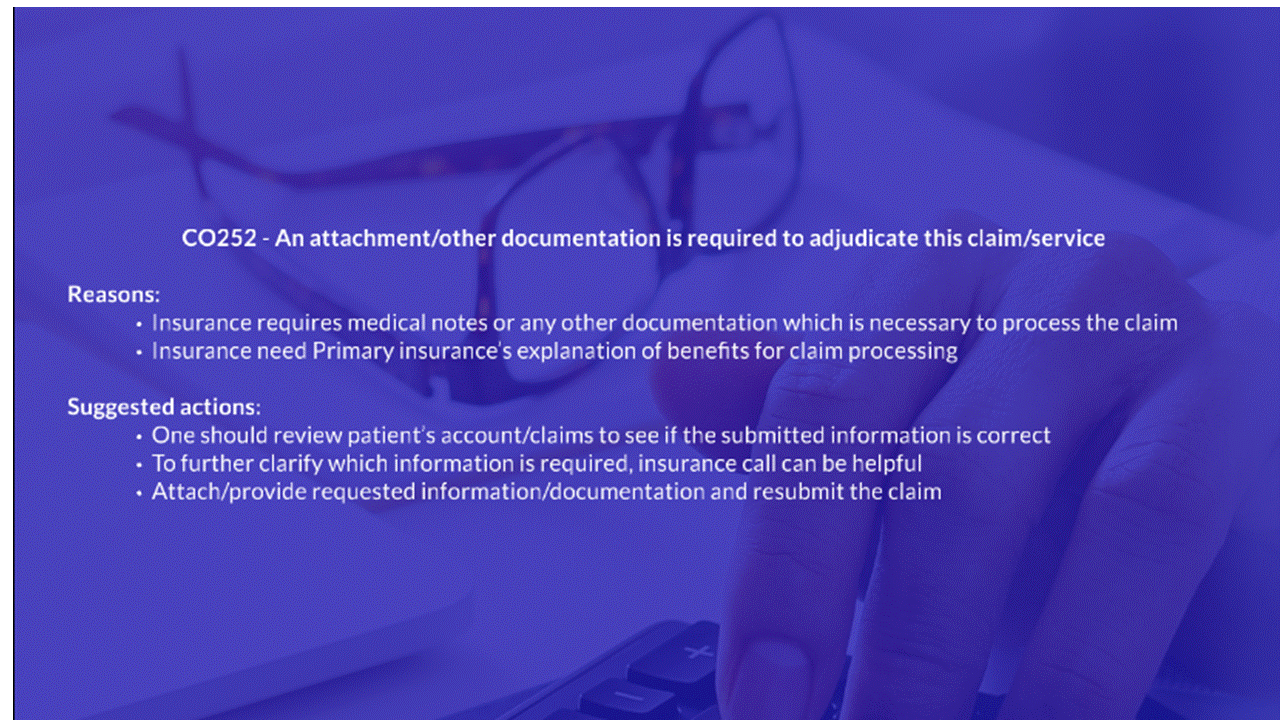 CO252 - An attachment/other documentation is required to adjudicate this claim/service
Reasons:
• Insurance requires medical notes or any other documentation which is necessary to process the claim
• Insurance need Primary insurance's explanation of benefits for claim processing
Suggested actions:
• One should review patient's account/claims to see if the submitted information is correct
• To further clarify which information is required, insurance call can be helpful
• Attach/provide requested information/documentation and resubmit the claim
+
−